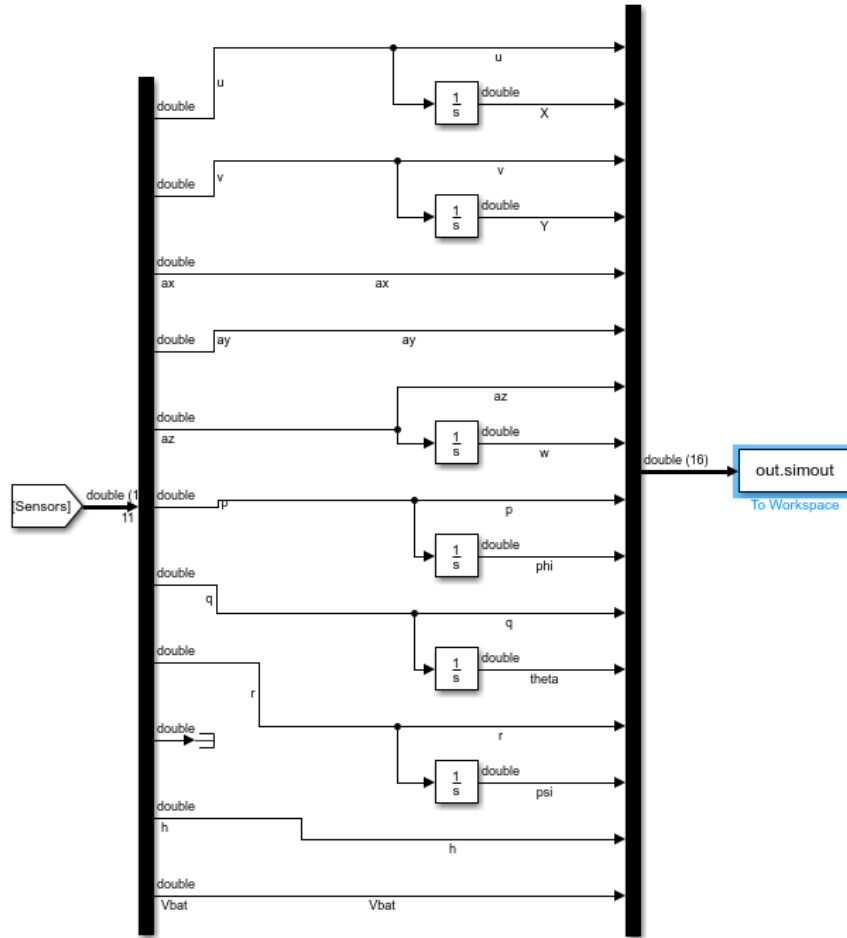 u
double
u
1
s
double
X
double
v
v
1
s
double
Y
double
ax
ax
double
ay
ay
double
az
az
1
s
double
w
double (16)
out.simout
To Workspace
[Sensors]
double (1
11
double
p
p
1
s
double
phi
double
q
q
1
s
double
theta
double
r
r
double
1
s
double
psi
double
h
h
double
Vbat
Vbat